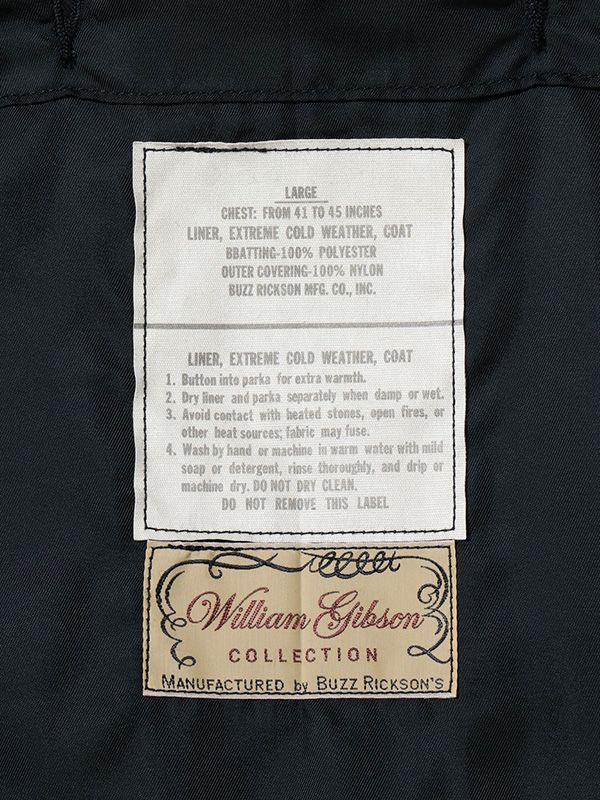 LARGE
CHEST: FROM 41 TO 45 INCHES
LINER, EXTREME COLD WEATHER, COAT
BBATTING-100% POLYESTER
OUTER COVERING-100% NYLON
BUZZ RICKSON MFG. CO., INC.
LINER, EXTREME COLD WEATHER, COAT
1. Button into parka for extra warmth.
2. Dry liner and parka separately when damp or wet.
3. Avoid contact with heated stones, open fires, or
other heat sources; fabric may fuse.
4. Wash by hand or machine in warm water with mild
soap or detergent, rinse thoroughly, and drip or
machine dry. DO NOT DRY CLEAN.
DO NOT REMOVE THIS LABEL
William Gibson
COLLECTION
MANUFACTURED by BUZZ RICKSON'S